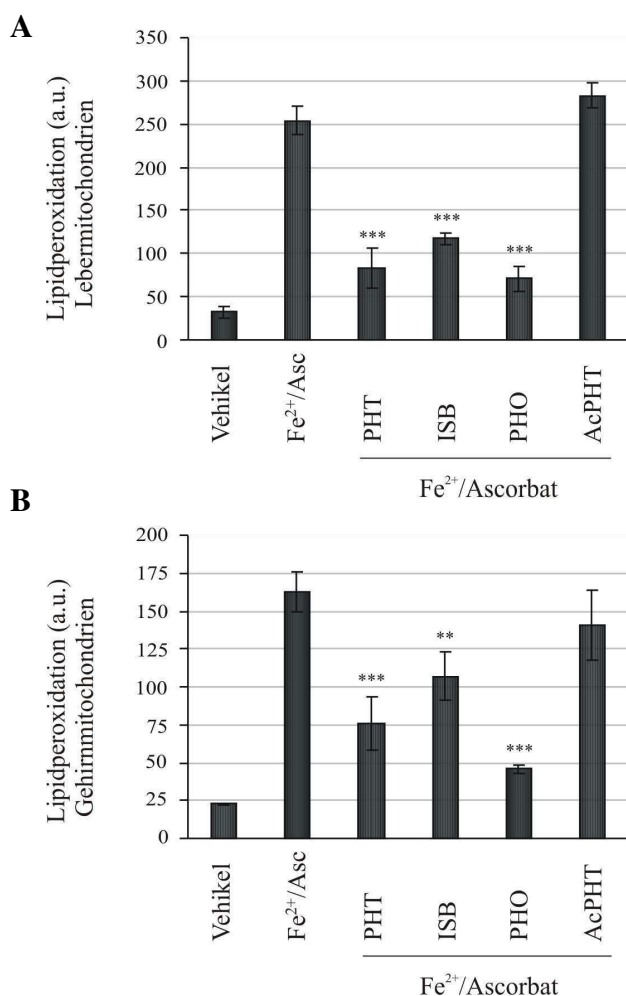 A
Lipidperoxidation (a.u.)
Lebermitochondrien
350
300
250
200
150
100
50
0
***
***
***
Vehikel
Fe²⁺/Asc
PHT
ISB
PHO
AcPHT
Fe²⁺/Ascorbat
B
Lipidperoxidation (a.u.)
Gehirnmitochondrien
200
175
150
125
100
75
50
25
0
***
**
***
Vehikel
Fe²⁺/Asc
PHT
ISB
PHO
AcPHT
Fe²⁺/Ascorbat